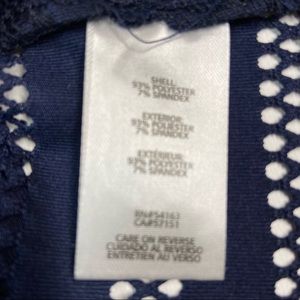 SHELL:
93% POLYESTER
7% SPANDEX
EXTERIOR:
93% POLIESTER
7% SPANDEX
EXTÉRIEUR:
93% POLYESTER
7% SPANDEX
RN#54163
CA#57151
CARE ON REVERSE
CUIDADO AL REVERSO
ENTRETIEN AU VERSO